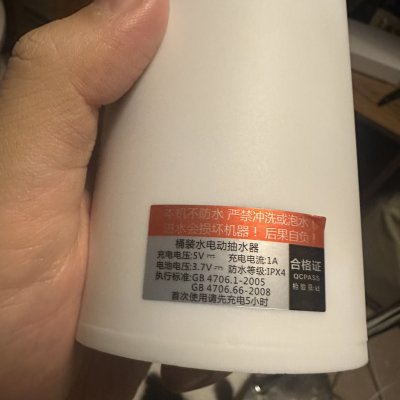 本机不防水 严禁冲洗或泡水!
进水会损坏机器! 后果自负!
桶装水电动抽水器
充电电压:5V⎓ 充电电流:1A
电池电压:3.7V⎓ 防水等级:IPX4
执行标准:GB 4706.1-2005
GB 4706.66-2008
首次使用请先充电5小时
合格证
QCPASS